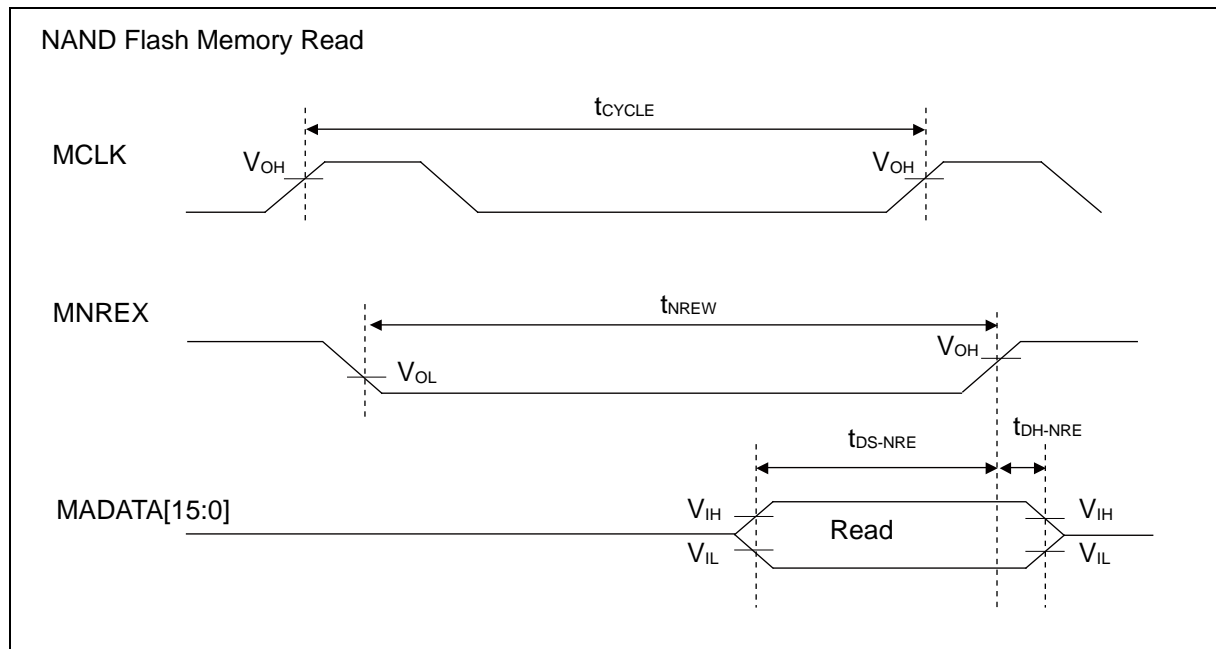 NAND Flash Memory Read
tCYCLE
MCLK
VOH
VOH
tNREW
MNREX
VOH
VOL
tDS-NRE
tDH-NRE
MADATA[15:0]
VIH
Read
VIH
VIL
VIL